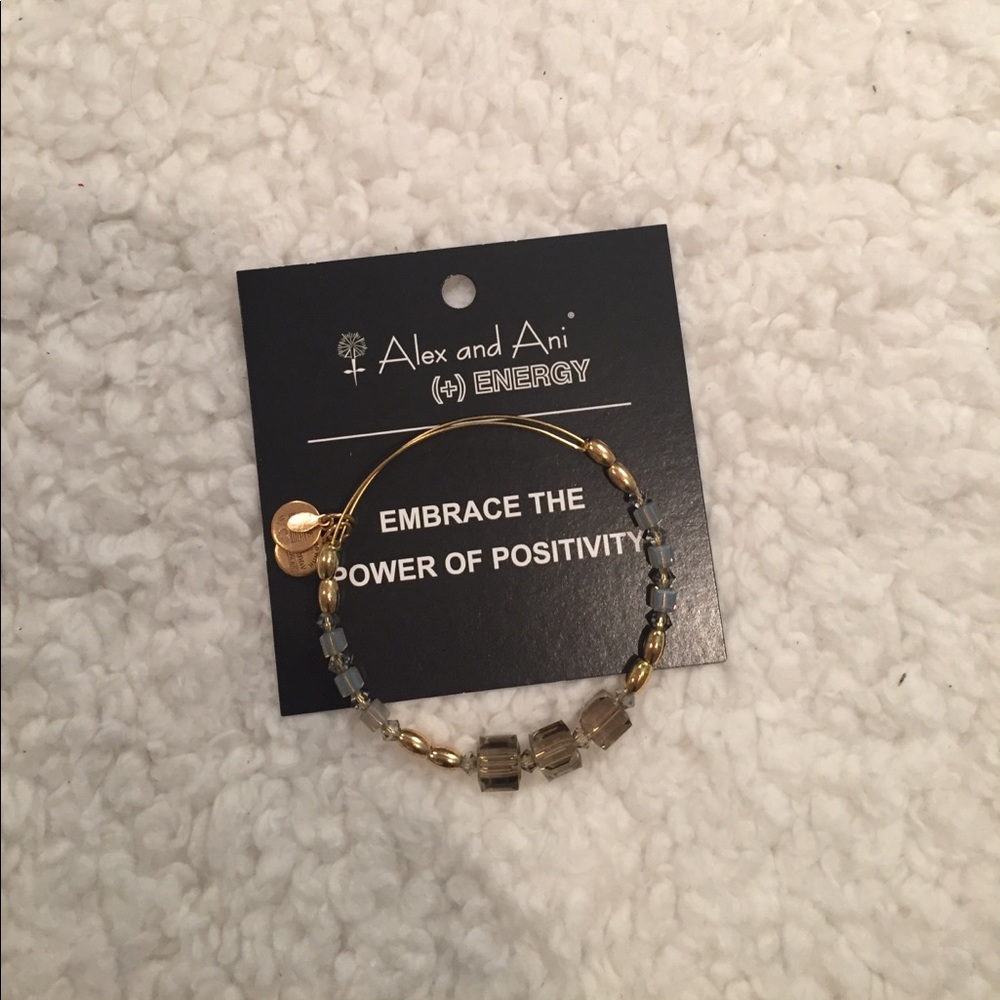 Alex and Ani®
(+) ENERGY
EMBRACE THE
POWER OF POSITIVITY